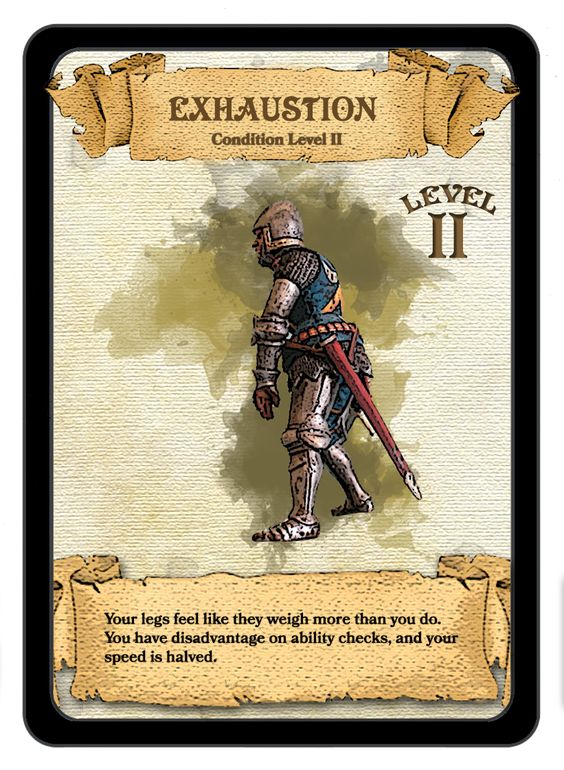 EXHAUSTION
Condition Level II
LEVEL
II
Your legs feel like they weigh more than you do.
You have disadvantage on ability checks, and your
speed is halved.